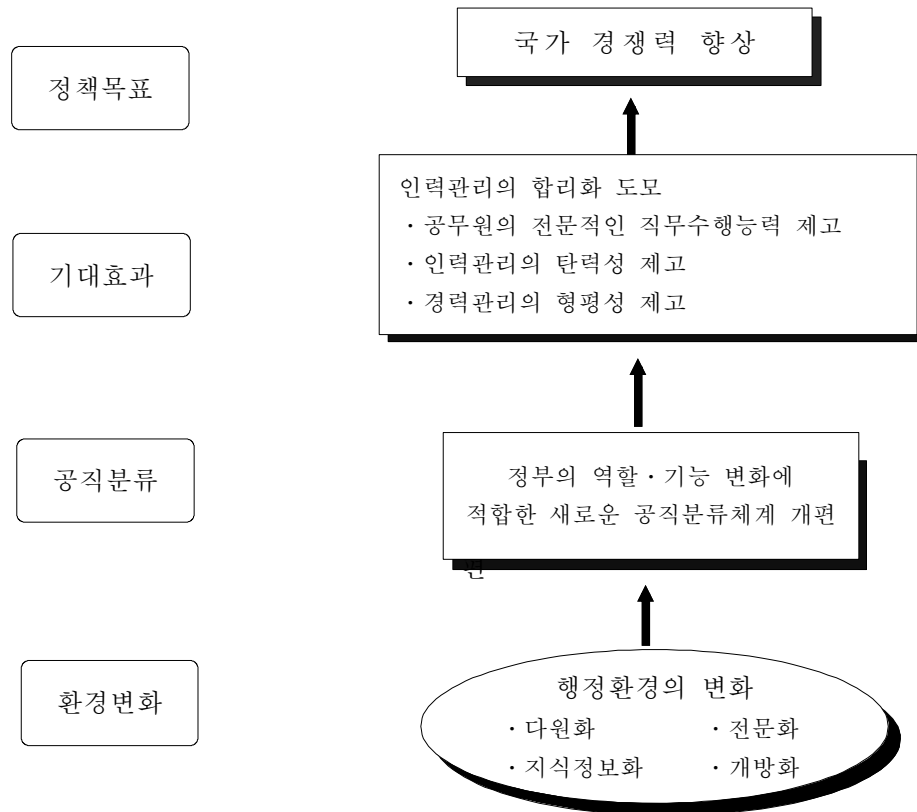 국가 경쟁력 향상
정책목표
인력관리의 합리화 도모
·공무원의 전문적인 직무수행능력 제고
기대효과
·인력관리의 탄력성 제고
·경력관리의 형평성 제고
공직분류
정부의 역할·기능 변화에
적합한 새로운 공직분류체계 개편
환경변화
행정환경의 변화
·다원화 ·전문화
·지식정보화 ·개방화